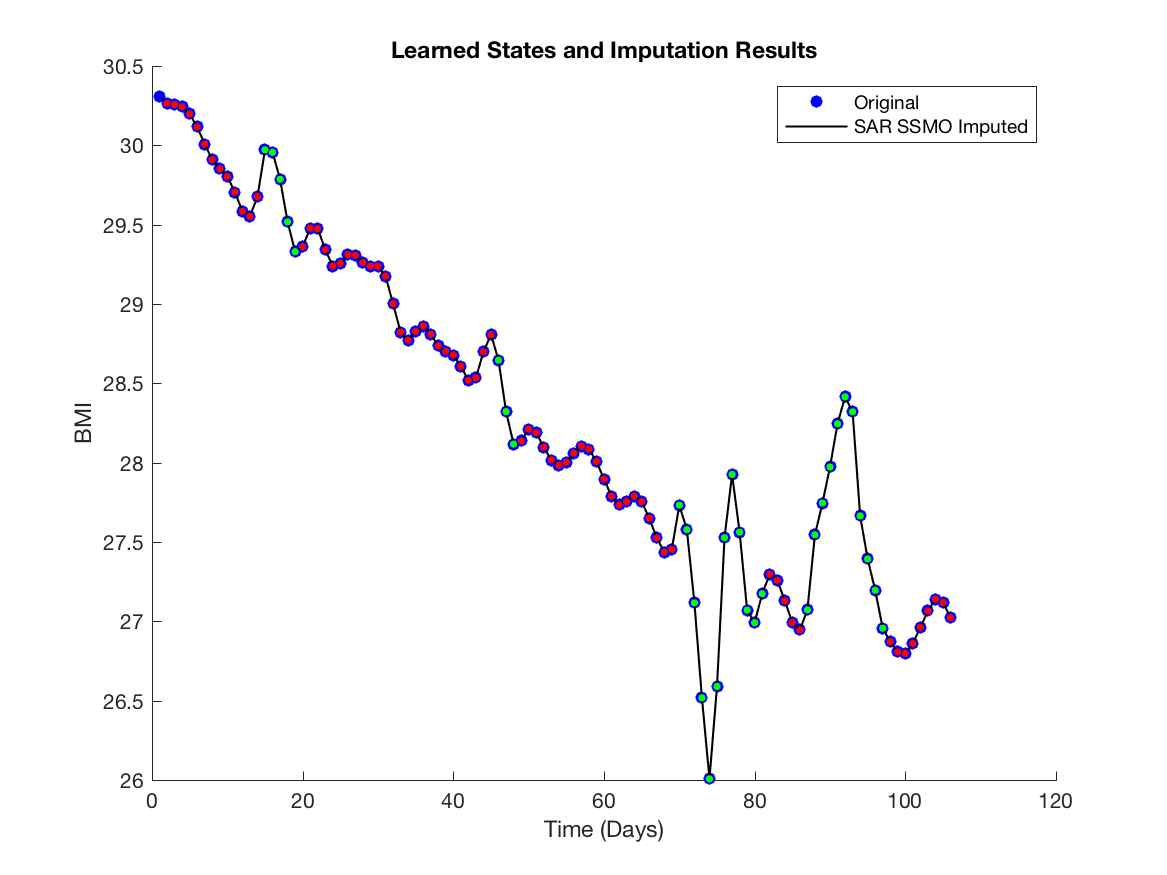 Learned States and Imputation Results
30.5
30
29.5
29
28.5
28
27.5
27
26.5
26
BMI
Original
SAR SSMO Imputed
0 20 40 60 80 100 120
Time (Days)